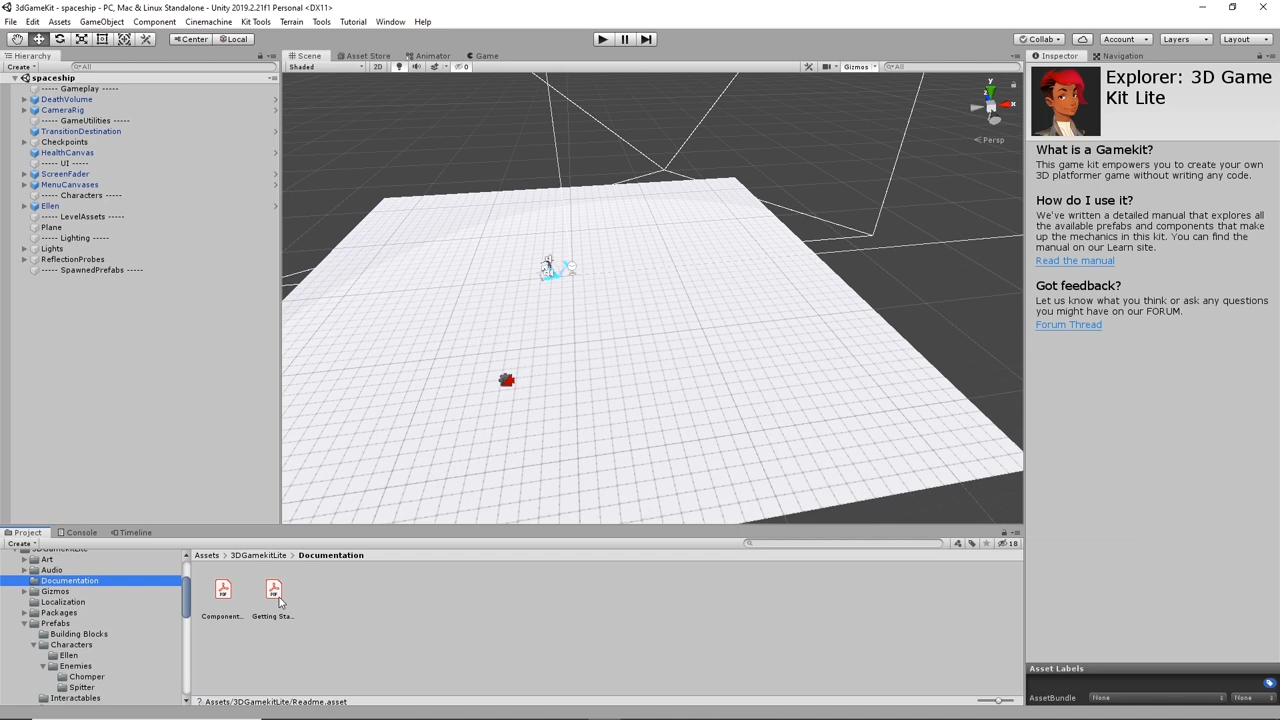 3dGameKit - spaceship - PC, Mac & Linux Standalone - Unity 2019.2.21f1 Personal <DX11>
File Edit Assets GameObject Component Cinemachine Kit Tools Terrain Tools Tutorial Window Help
Center Local Collab Account Layers Layout
Hierarchy
Create All
spaceship
----- Gameplay -----
DeathVolume
CameraRig
----- GameUtilities -----
TransitionDestination
Checkpoints
HealthCanvas
----- UI -----
ScreenFader
MenuCanvases
----- Characters -----
Ellen
----- LevelAssets -----
Plane
----- Lighting -----
Lights
ReflectionProbes
----- SpawnedPrefabs -----
Scene Asset Store Animator Game
Shaded 2D 0 Gizmos All
y
x
z
Persp
Inspector Navigation
Explorer: 3D Game
Kit Lite
What is a Gamekit?
This game kit empowers you to create your own
3D platformer game without writing any code.
How do I use it?
We've written a detailed manual that explores all
the available prefabs and components that make
up the mechanics in this kit. You can find the
manual on our Learn site.
Read the manual
Got feedback?
Let us know what you think or ask any questions
you might have on our FORUM.
Forum Thread
Project Console Timeline
Create 18
3DGamekitLite
Art
Audio
Documentation
Gizmos
Localization
Packages
Prefabs
Building Blocks
Characters
Ellen
Enemies
Chomper
Spitter
Interactables
Assets 3DGamekitLite Documentation
PDF PDF
Component... Getting Sta...
Assets/3DGamekitLite/Readme.asset
Asset Labels
AssetBundle None None